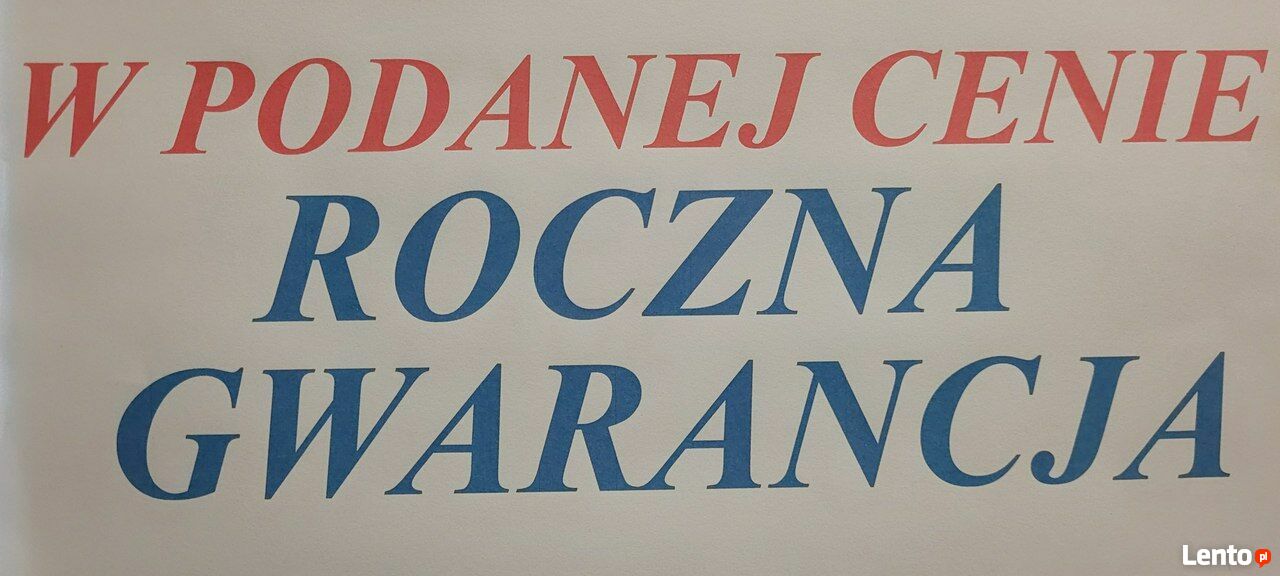 W PODANEJ CENIE
ROCZNA
GWARANCJA
Lento pl